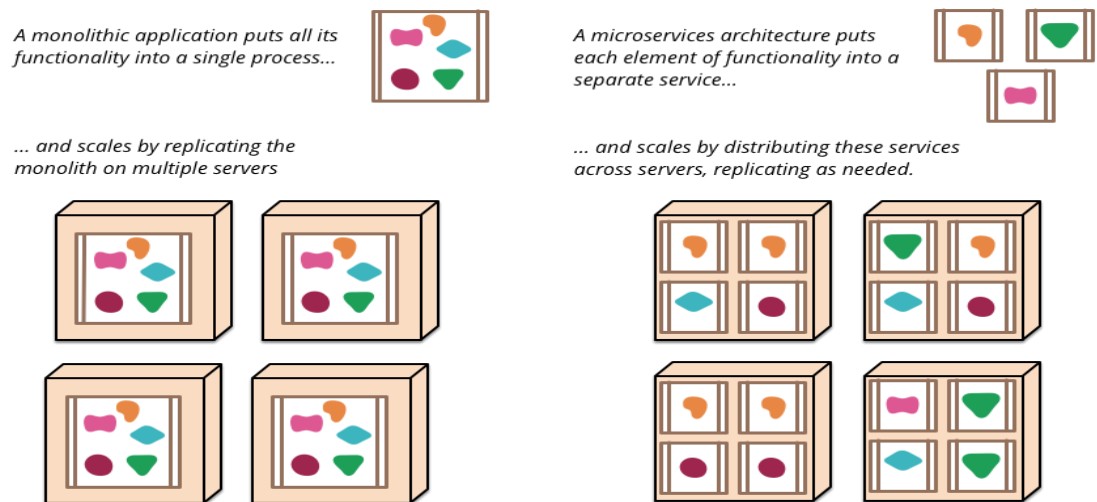 A monolithic application puts all its
functionality into a single process...
... and scales by replicating the
monolith on multiple servers
A microservices architecture puts
each element of functionality into a
separate service...
... and scales by distributing these services
across servers, replicating as needed.